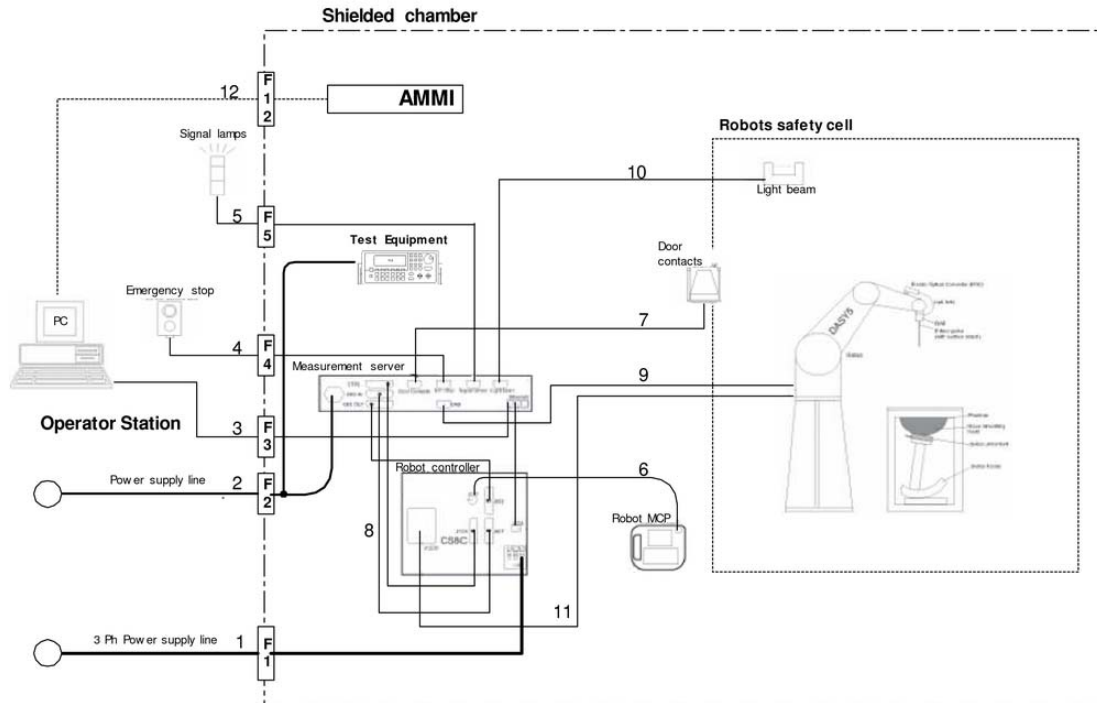 Shielded chamber
12
F
1
2
AMMI
Signal lamps
Robots safety cell
10
Light beam
5
F
5
Test Equipment
Door
contacts
Emergency stop
PC
7
DASY5
4
F
4
Measurement server
9
Operator Station
3
F
3
Robot controller
Power supply line
2
F
2
6
8
Robot MCP
CS8C
11
3 Ph Power supply line
1
F
1